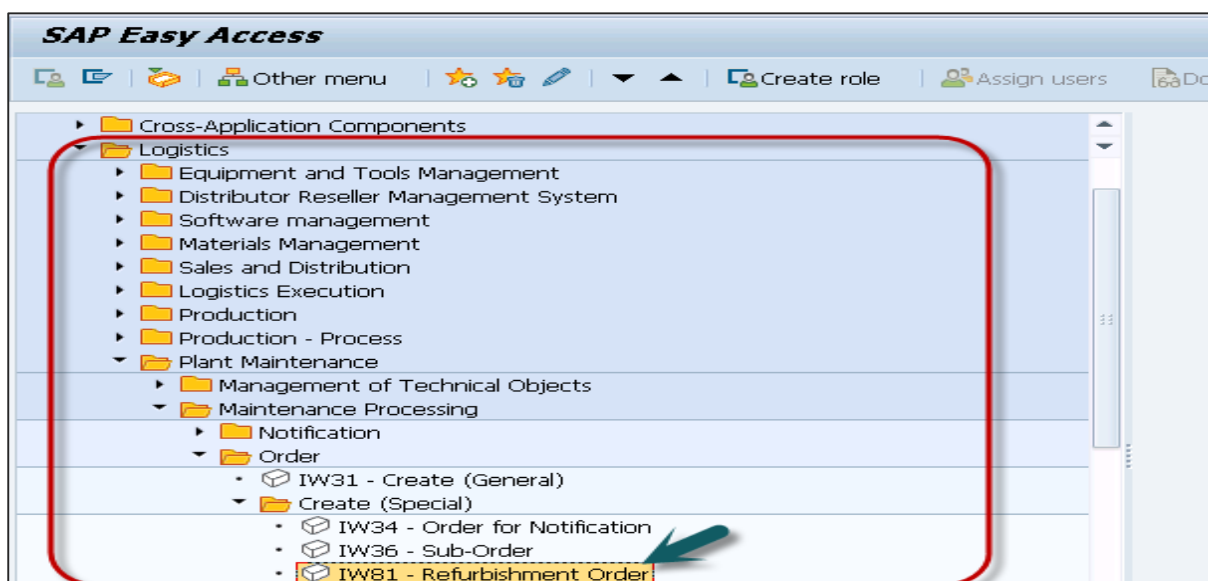 SAP Easy Access
Other menu Create role Assign users Do
Cross-Application Components
Logistics
Equipment and Tools Management
Distributor Reseller Management System
Software management
Materials Management
Sales and Distribution
Logistics Execution
Production
Production - Process
Plant Maintenance
Management of Technical Objects
Maintenance Processing
Notification
Order
IW31 - Create (General)
Create (Special)
IW34 - Order for Notification
IW36 - Sub-Order
IW81 - Refurbishment Order